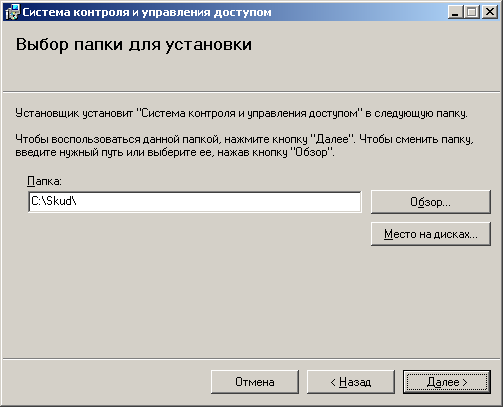 Система контроля и управления доступом
Выбор папки для установки
Установщик установит "Система контроля и управления доступом" в следующую папку.
Чтобы воспользоваться данной папкой, нажмите кнопку "Далее". Чтобы сменить папку,
введите нужный путь или выберите ее, нажав кнопку "Обзор".
Папка:
C:\Skud\
Обзор...
Место на дисках...
Отмена
< Назад
Далее >